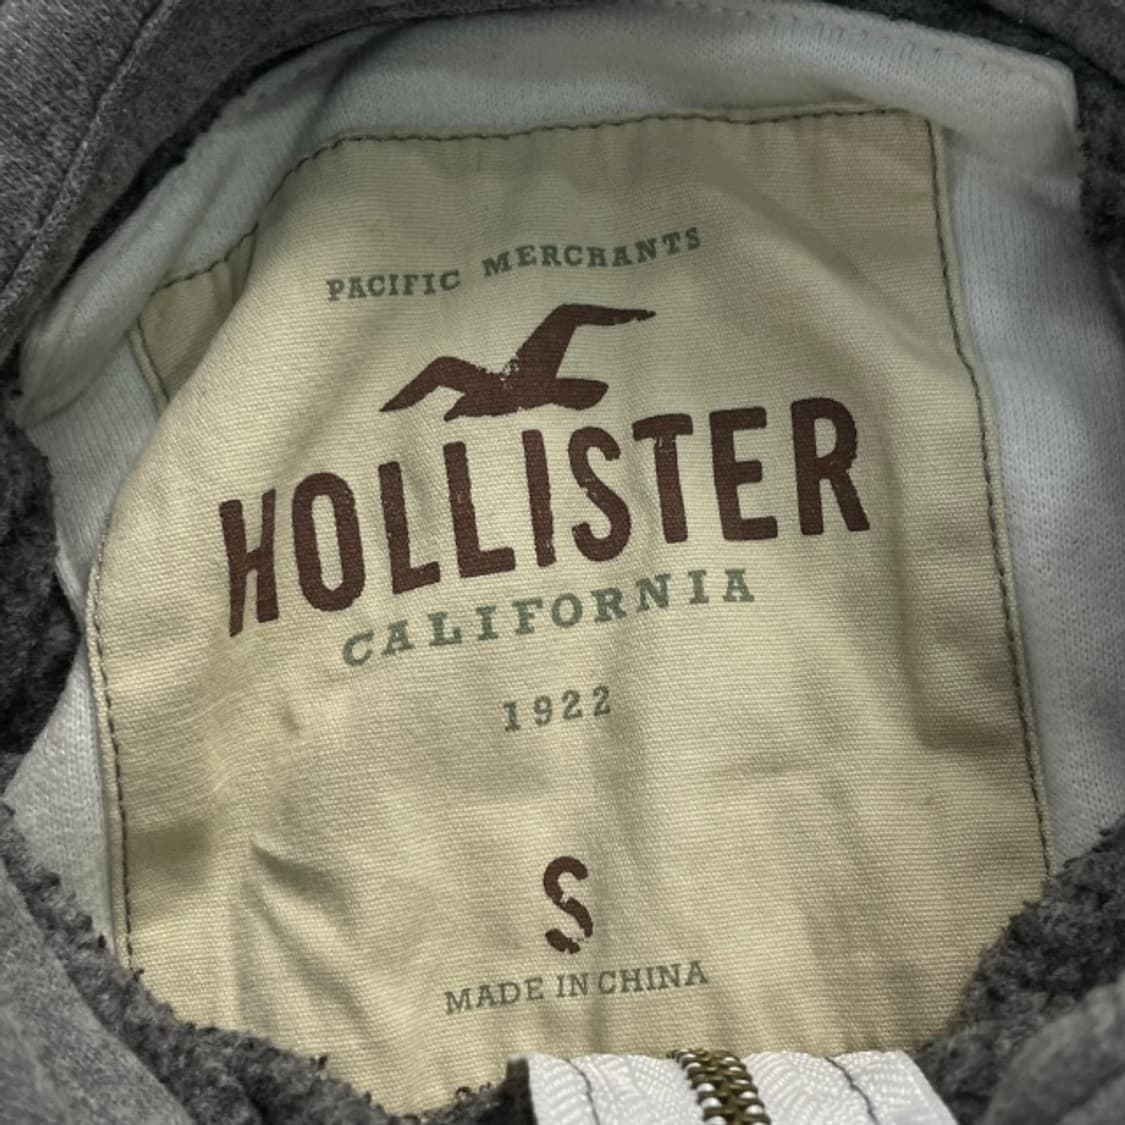 PACIFIC MERCHANTS
HOLLISTER
CALIFORNIA
1922
S
MADE IN CHINA